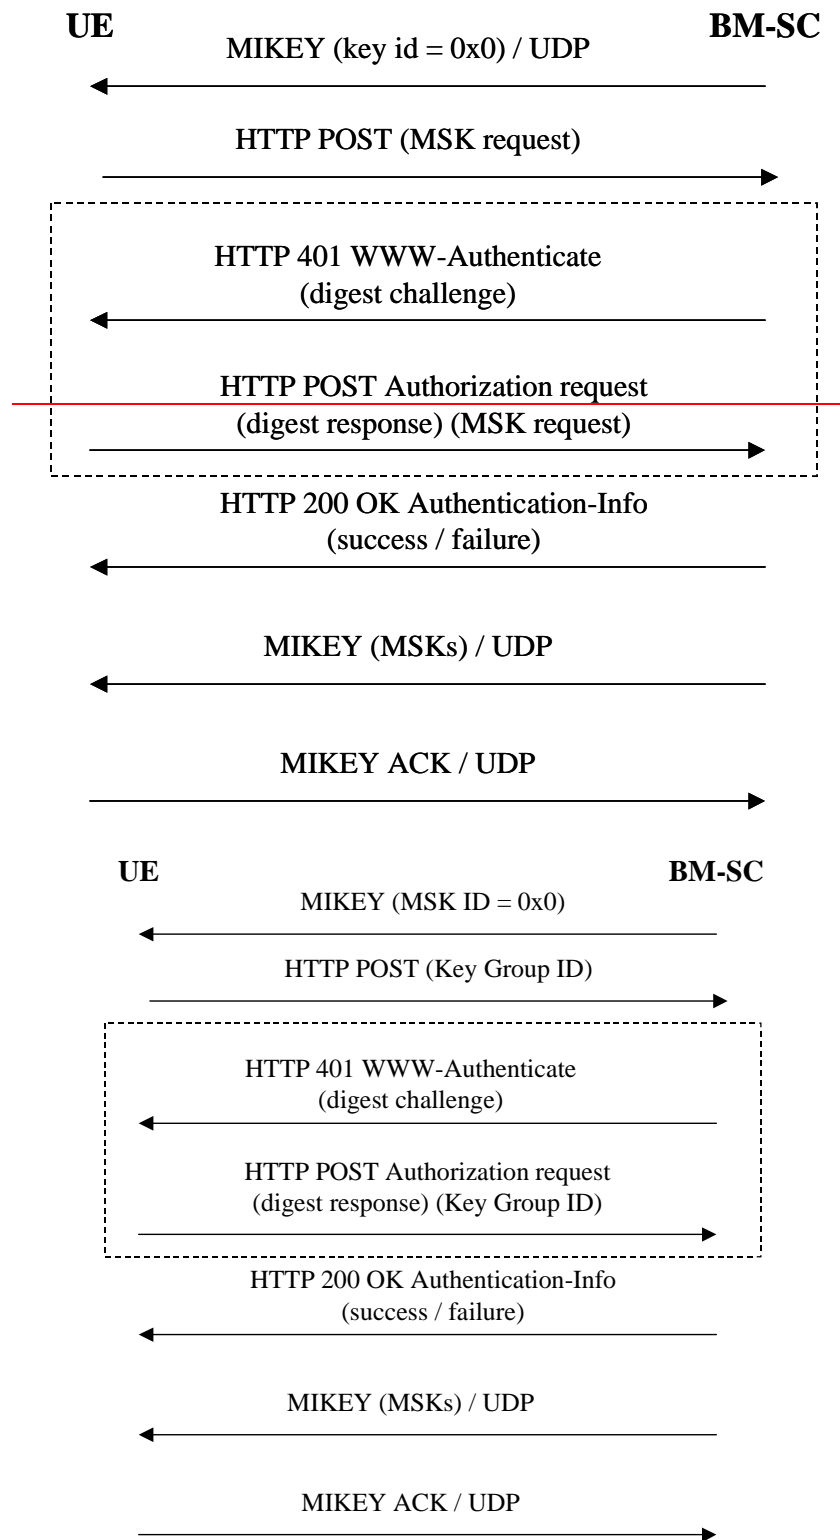 UE BM-SC
MIKEY (key id = 0x0) / UDP
HTTP POST (MSK request)
HTTP 401 WWW-Authenticate
(digest challenge)
HTTP POST Authorization request
(digest response) (MSK request)
HTTP 200 OK Authentication-Info
(success / failure)
MIKEY (MSKs) / UDP
MIKEY ACK / UDP
UE BM-SC
MIKEY (MSK ID = 0x0)
HTTP POST (Key Group ID)
HTTP 401 WWW-Authenticate
(digest challenge)
HTTP POST Authorization request
(digest response) (Key Group ID)
HTTP 200 OK Authentication-Info
(success / failure)
MIKEY (MSKs) / UDP
MIKEY ACK / UDP